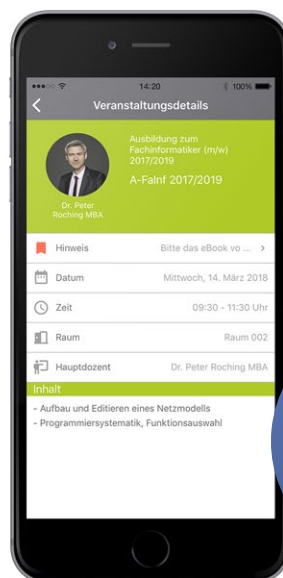 14:20
100%
Veranstaltungsdetails
Ausbildung zum
Fachinformatiker (m/w)
2017/2019
A-FaInf 2017/2019
Dr. Peter
Roching MBA
Hinweis Bitte das eBook vo ...
Datum Mittwoch, 14. März 2018
Zeit 09:30 - 11:30 Uhr
Raum Raum 002
Hauptdozent Dr. Peter Roching MBA
Inhalt
- Aufbau und Editieren eines Netzmodells
- Programmiersystematik, Funktionsauswahl